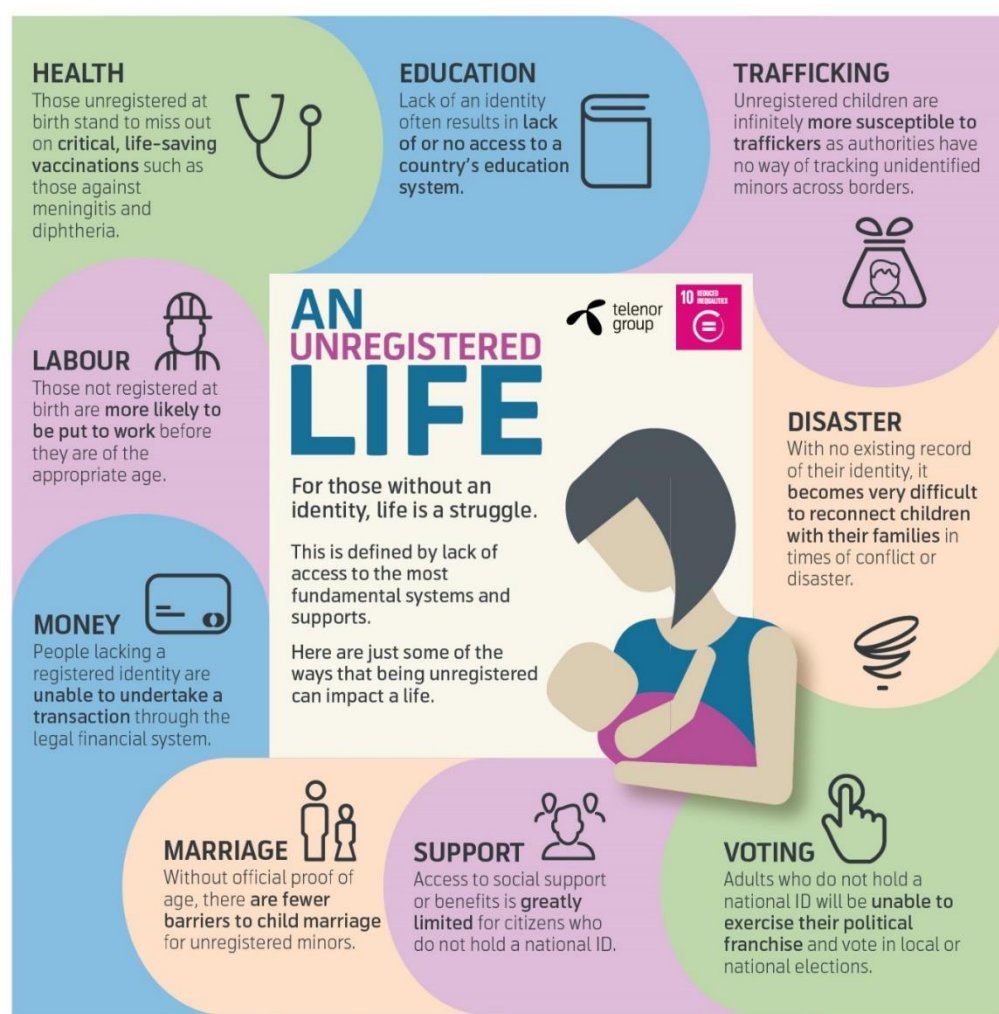 HEALTH
Those unregistered at
birth stand to miss out
on critical, life-saving
vaccinations such as
those against
meningitis and
diphtheria.
EDUCATION
Lack of an identity
often results in lack
of or no access to a
country's education
system.
TRAFFICKING
Unregistered children are
infinitely more susceptible to
traffickers as authorities have
no way of tracking unidentified
minors across borders.
LABOUR
Those not registered at
birth are more likely to
be put to work before
they are of the
appropriate age.
AN
UNREGISTERED
LIFE
telenor
group
10 REDUCED
INEQUALITIES
For those without an
identity, life is a struggle.
This is defined by lack of
access to the most
fundamental systems and
supports.
Here are just some of the
ways that being unregistered
can impact a life.
DISASTER
With no existing record
of their identity, it
becomes very difficult
to reconnect children
with their families in
times of conflict or
disaster.
MONEY
People lacking a
registered identity are
unable to undertake a
transaction through the
legal financial system.
MARRIAGE
Without official proof of
age, there are fewer
barriers to child marriage
for unregistered minors.
SUPPORT
Access to social support
or benefits is greatly
limited for citizens who
do not hold a national ID.
VOTING
Adults who do not hold a
national ID will be unable to
exercise their political
franchise and vote in local or
national elections.